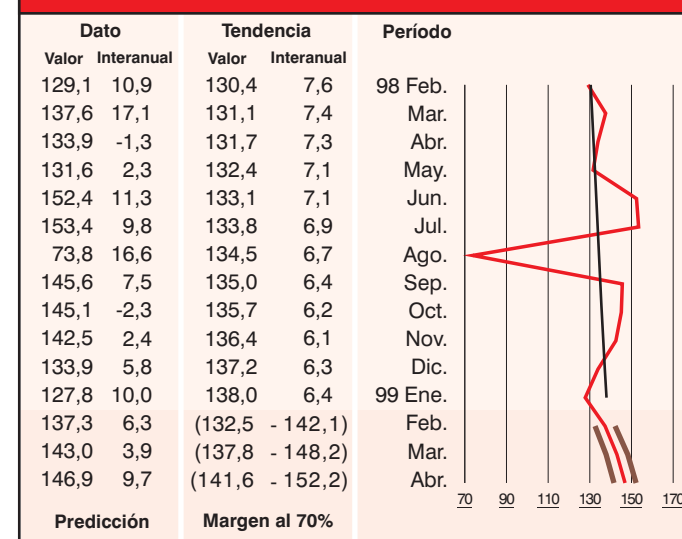 Dato Tendencia Período
Valor Interanual Valor Interanual
129,1 10,9 130,4 7,6 98 Feb.
137,6 17,1 131,1 7,4 Mar.
133,9 -1,3 131,7 7,3 Abr.
131,6 2,3 132,4 7,1 May.
152,4 11,3 133,1 7,1 Jun.
153,4 9,8 133,8 6,9 Jul.
73,8 16,6 134,5 6,7 Ago.
145,6 7,5 135,0 6,4 Sep.
145,1 -2,3 135,7 6,2 Oct.
142,5 2,4 136,4 6,1 Nov.
133,9 5,8 137,2 6,3 Dic.
127,8 10,0 138,0 6,4 99 Ene.
137,3 6,3 (132,5 - 142,1) Feb.
143,0 3,9 (137,8 - 148,2) Mar.
146,9 9,7 (141,6 - 152,2) Abr.
70 90 110 130 150 170
Predicción Margen al 70%